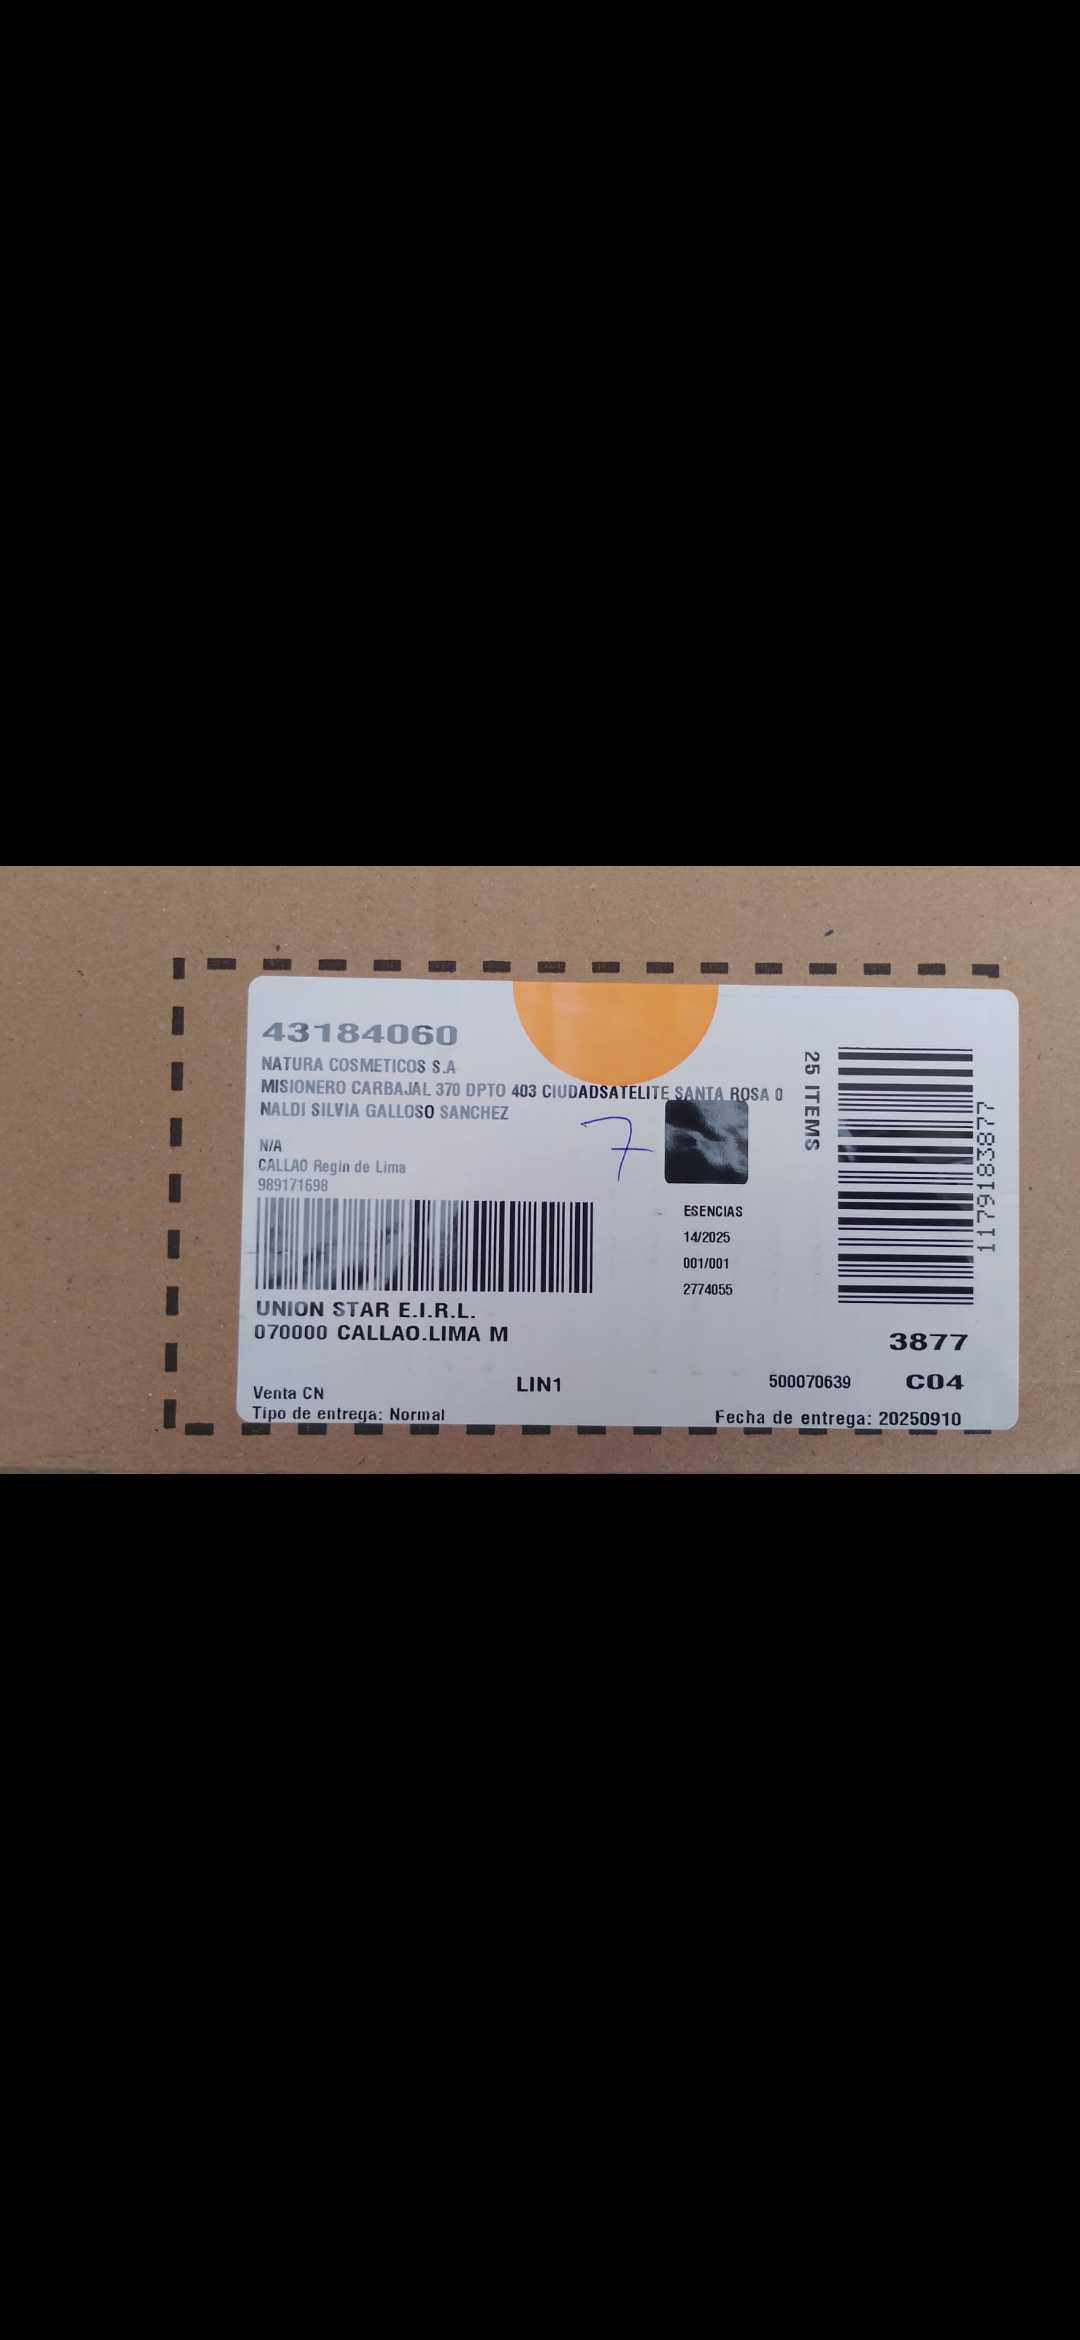 43184060
NATURA COSMETICOS S.A
MISIONERO CARBAJAL 370 DPTO 403 CIUDADSATELITE SANTA ROSA 0
NALDI SILVIA GALLOSO SANCHEZ
7
N/A
CALLAO Regin de Lima
989171698
UNION STAR E.I.R.L.
070000 CALLAO.LIMA M
ESENCIAS
14/2025
001/001
2774055
25 ITEMS
1179183877
3877
LIN1
500070639 C04
Venta CN
Tipo de entrega: Normal
Fecha de entrega: 20250910